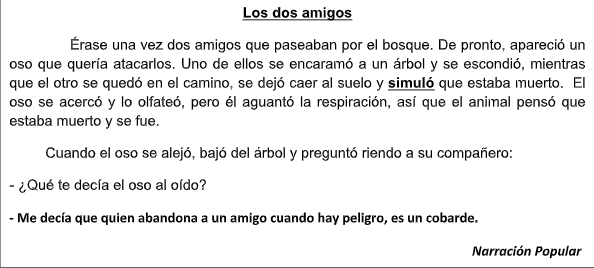 Los dos amigos
Érase una vez dos amigos que paseaban por el bosque. De pronto, apareció un
oso que quería atacarlos. Uno de ellos se encaramó a un árbol y se escondió, mientras
que el otro se quedó en el camino, se dejó caer al suelo y simuló que estaba muerto. El
oso se acercó y lo olfateó, pero él aguantó la respiración, así que el animal pensó que
estaba muerto y se fue.
Cuando el oso se alejó, bajó del árbol y preguntó riendo a su compañero:
- ¿Qué te decía el oso al oído?
- Me decía que quien abandona a un amigo cuando hay peligro, es un cobarde.
Narración Popular